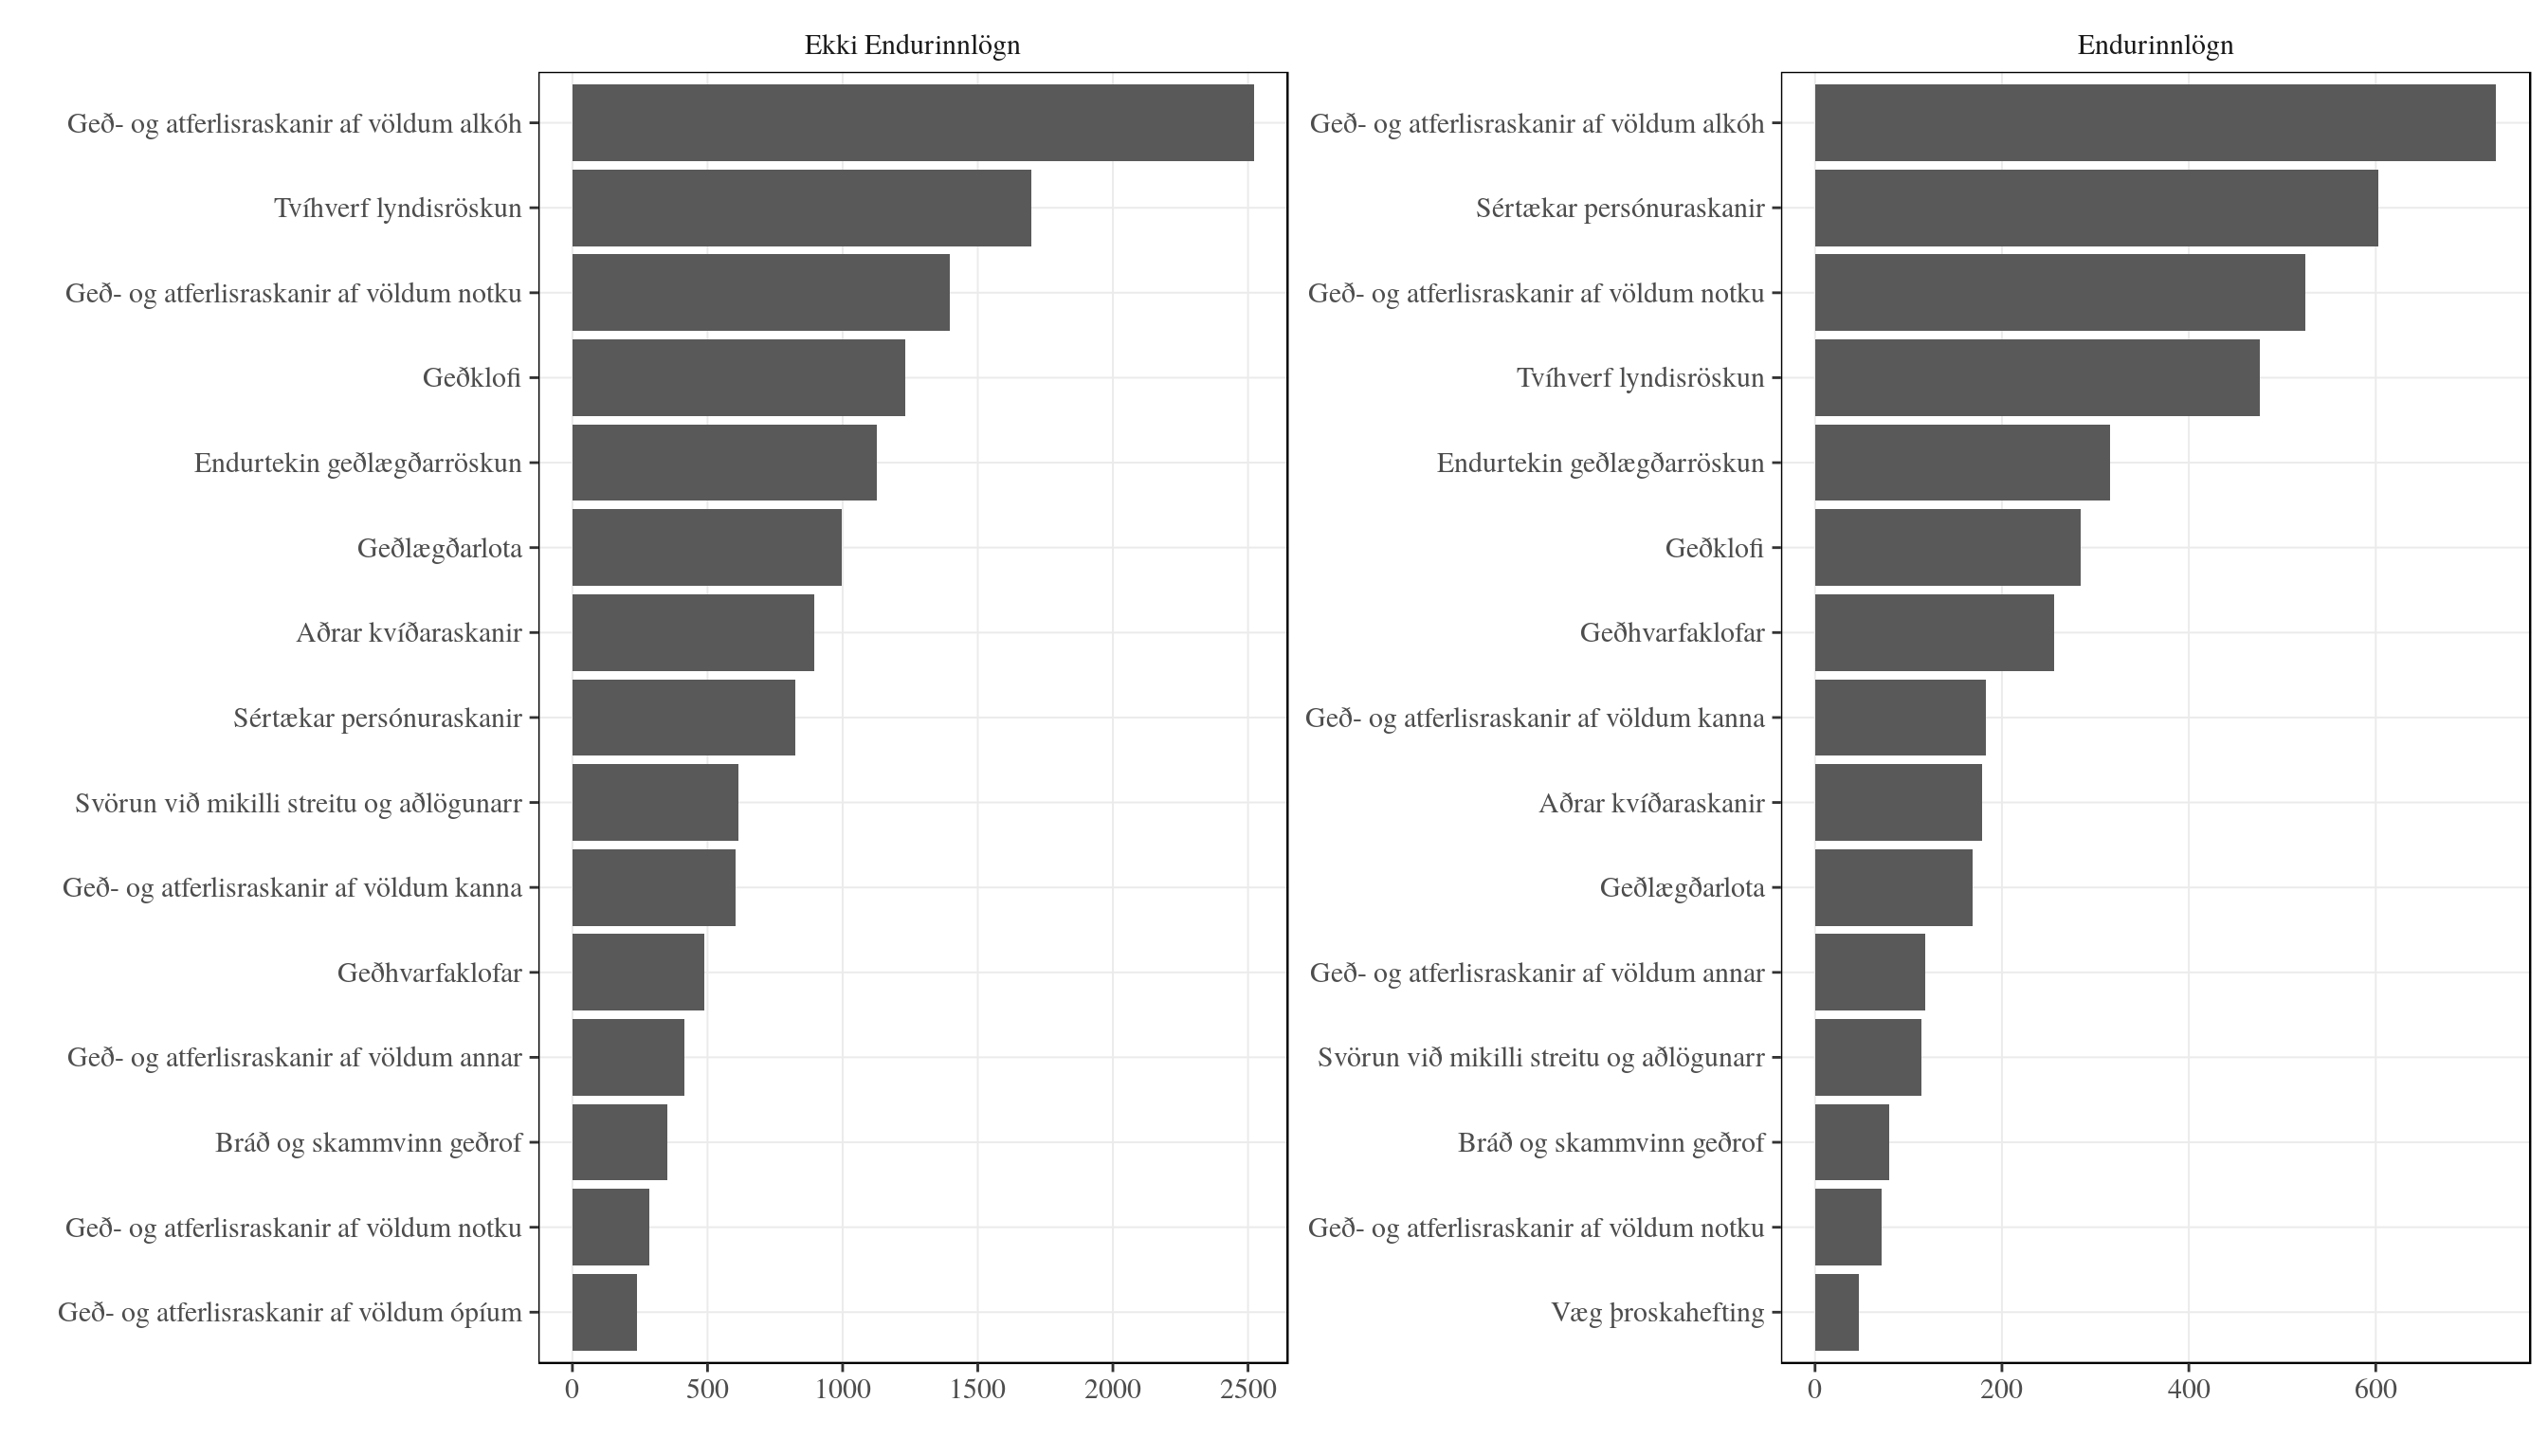 Ekki Endurinnlögn
Geð- og atferlisraskanir af völdum alkóh
Tvíhverf lyndisröskun
Geð- og atferlisraskanir af völdum notku
Geðklofi
Endurtekin geðlægðarröskun
Geðlægðarlota
Aðrar kvíðaraskanir
Sértækar persónuraskanir
Svörun við mikilli streitu og aðlögunarr
Geð- og atferlisraskanir af völdum kanna
Geðhvarfaklofar
Geð- og atferlisraskanir af völdum annar
Bráð og skammvinn geðrof
Geð- og atferlisraskanir af völdum notku
Geð- og atferlisraskanir af völdum ópíum
0 500 1000 1500 2000 2500
Endurinnlögn
Geð- og atferlisraskanir af völdum alkóh
Sértækar persónuraskanir
Geð- og atferlisraskanir af völdum notku
Tvíhverf lyndisröskun
Endurtekin geðlægðarröskun
Geðklofi
Geðhvarfaklofar
Geð- og atferlisraskanir af völdum kanna
Aðrar kvíðaraskanir
Geðlægðarlota
Geð- og atferlisraskanir af völdum annar
Svörun við mikilli streitu og aðlögunarr
Bráð og skammvinn geðrof
Geð- og atferlisraskanir af völdum notku
Væg þroskahefting
0 200 400 600